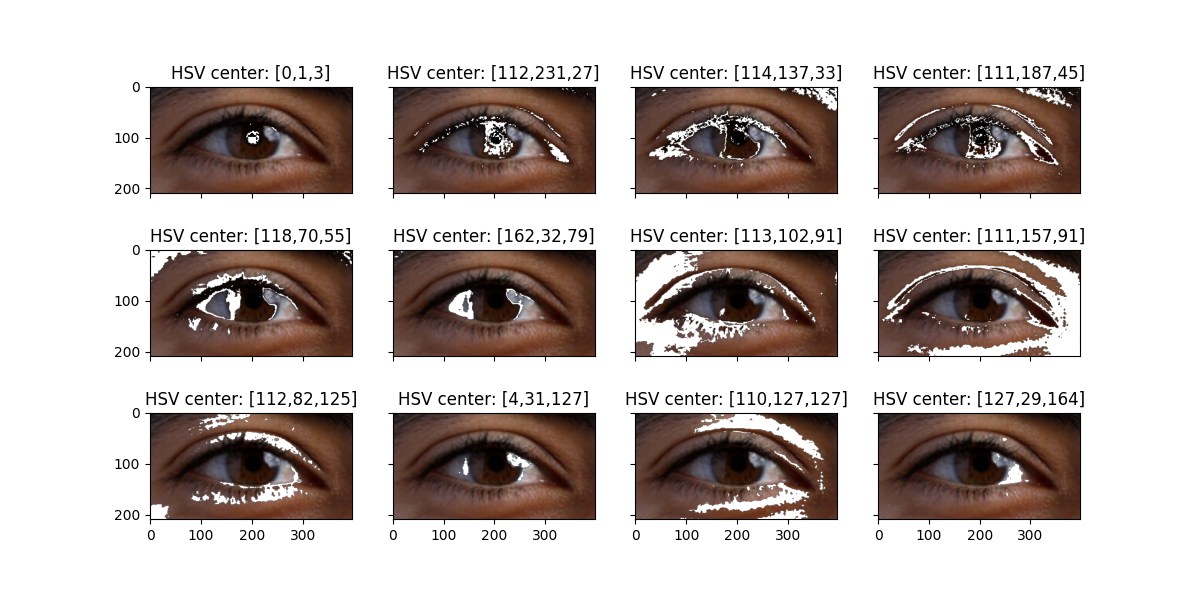 HSV center: [0,1,3] HSV center: [112,231,27] HSV center: [114,137,33] HSV center: [111,187,45]
0
100
200
HSV center: [118,70,55] HSV center: [162,32,79] HSV center: [113,102,91] HSV center: [111,157,91]
0
100
200
HSV center: [112,82,125] HSV center: [4,31,127] HSV center: [110,127,127] HSV center: [127,29,164]
0
100
200
0 100 200 300 0 100 200 300 0 100 200 300 0 100 200 300